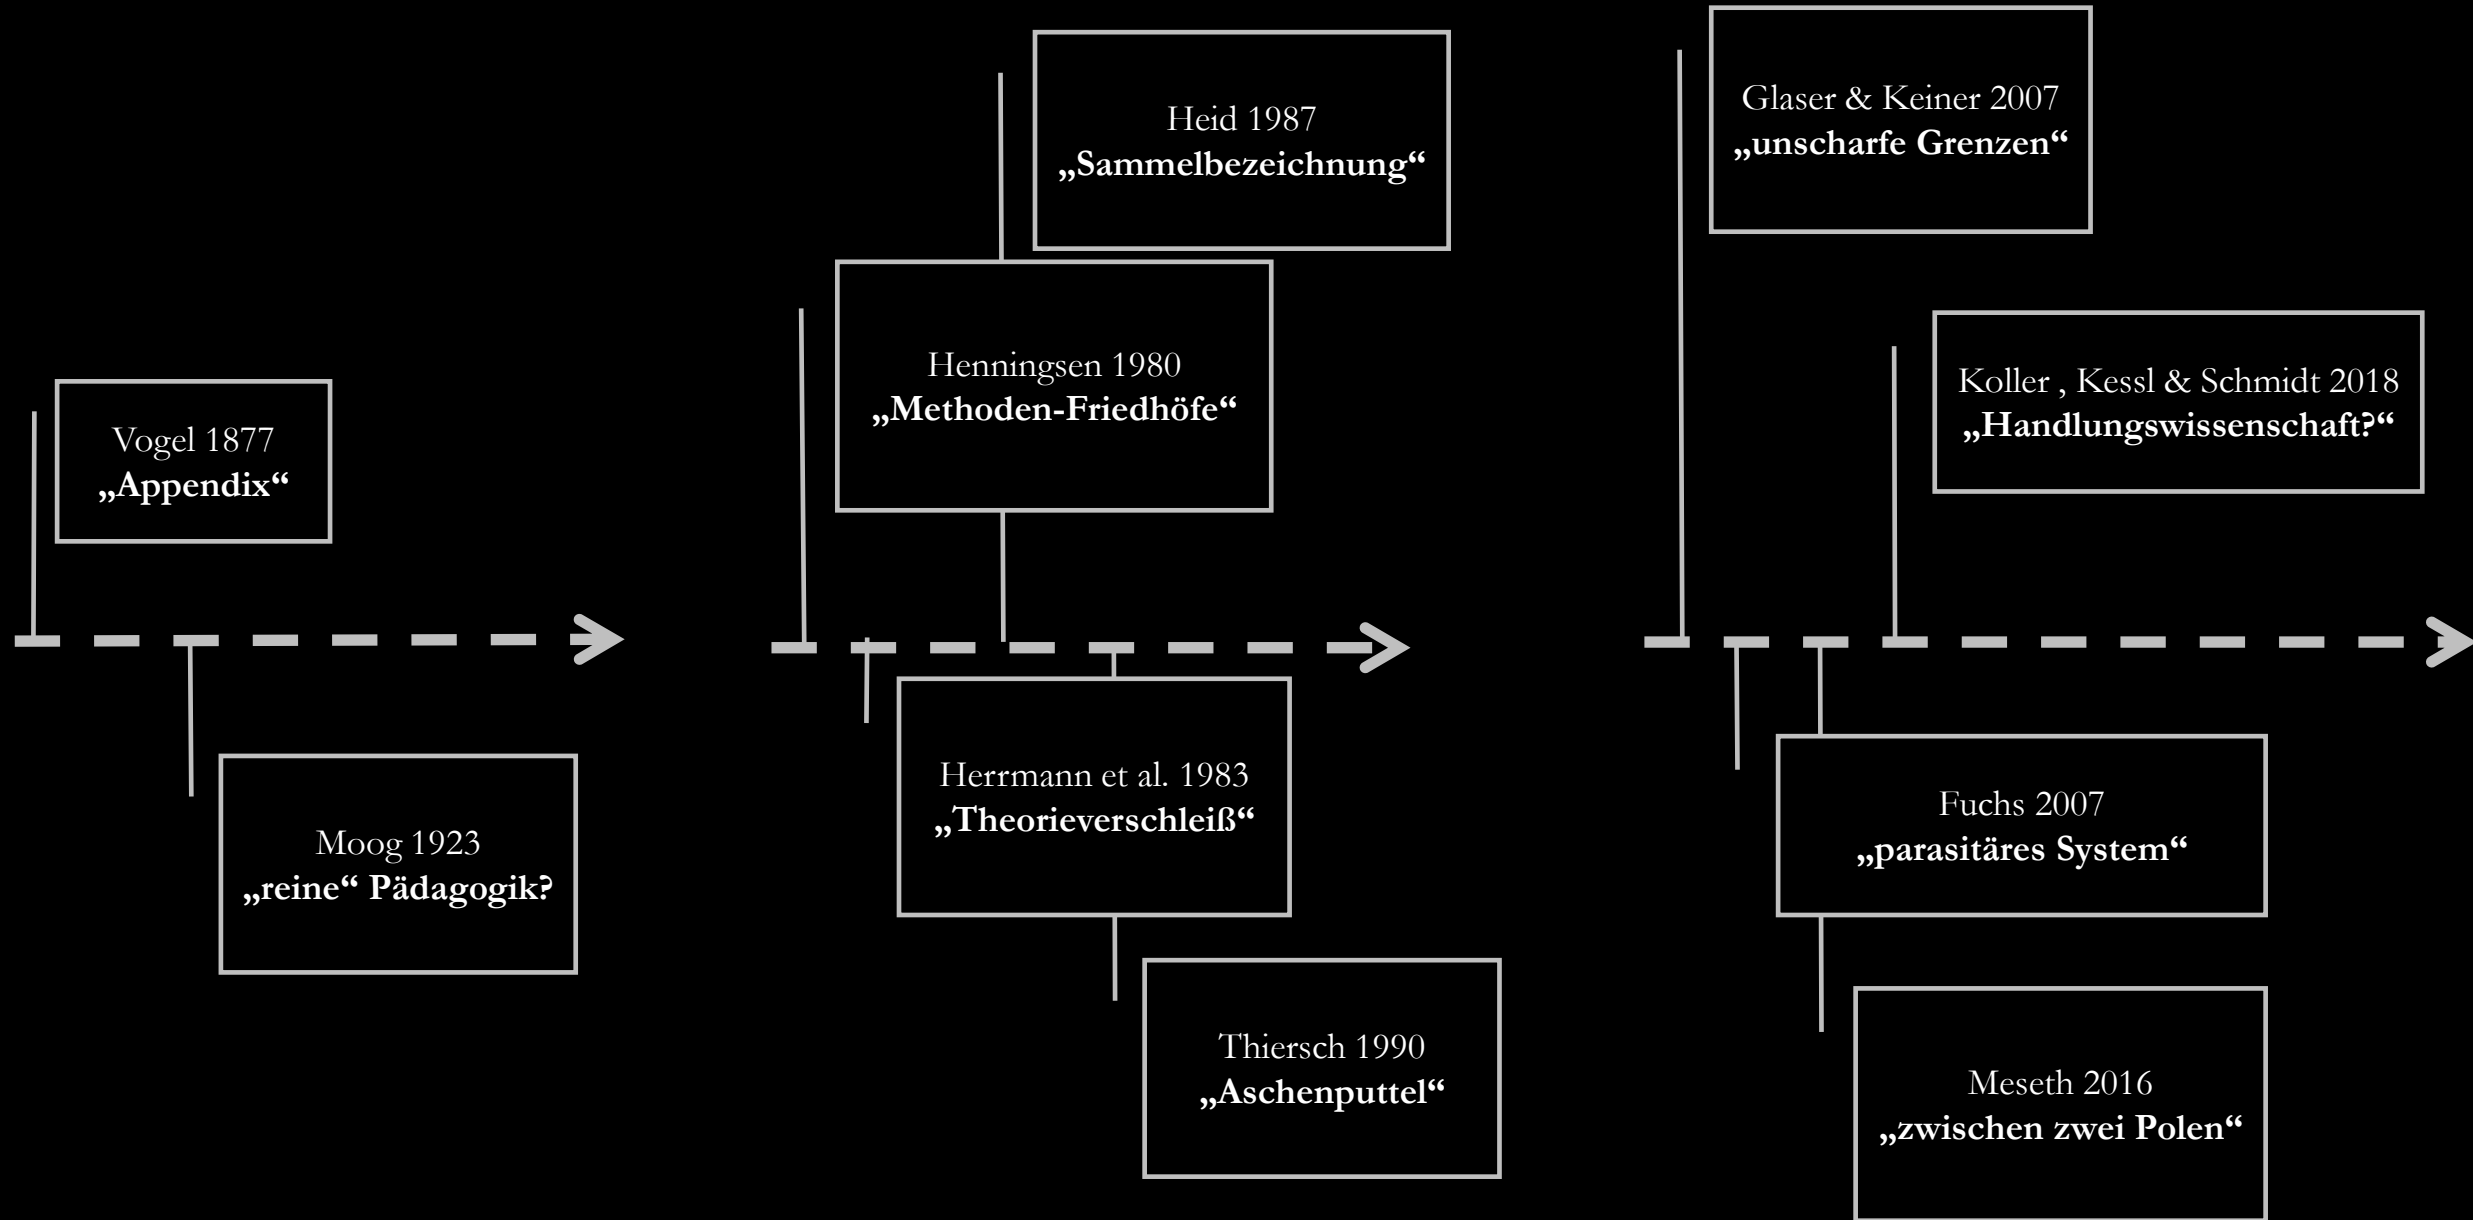 Vogel 1877
„Appendix“
Moog 1923
„reine“ Pädagogik?
Heid 1987
„Sammelbezeichnung“
Henningsen 1980
„Methoden-Friedhöfe“
Herrmann et al. 1983
„Theorieverschleiß“
Thiersch 1990
„Aschenputtel“
Glaser & Keiner 2007
„unscharfe Grenzen“
Koller , Kessl & Schmidt 2018
„Handlungswissenschaft?“
Fuchs 2007
„parasitäres System“
Meseth 2016
„zwischen zwei Polen“